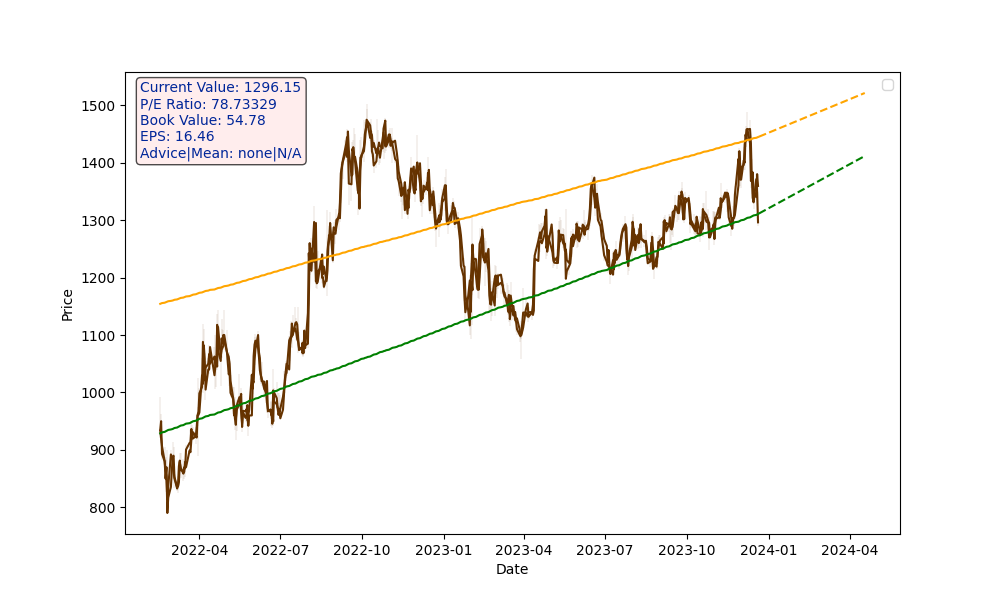 Current Value: 1296.15
P/E Ratio: 78.73329
Book Value: 54.78
EPS: 16.46
Advice|Mean: none|N/A
Price
1500
1400
1300
1200
1100
1000
900
800
2022-04 2022-07 2022-10 2023-01 2023-04 2023-07 2023-10 2024-01 2024-04
Date